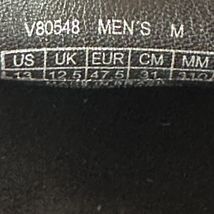 V80548 MEN'S M
US UK EUR CM MM
13 12.5 47.5 31 310